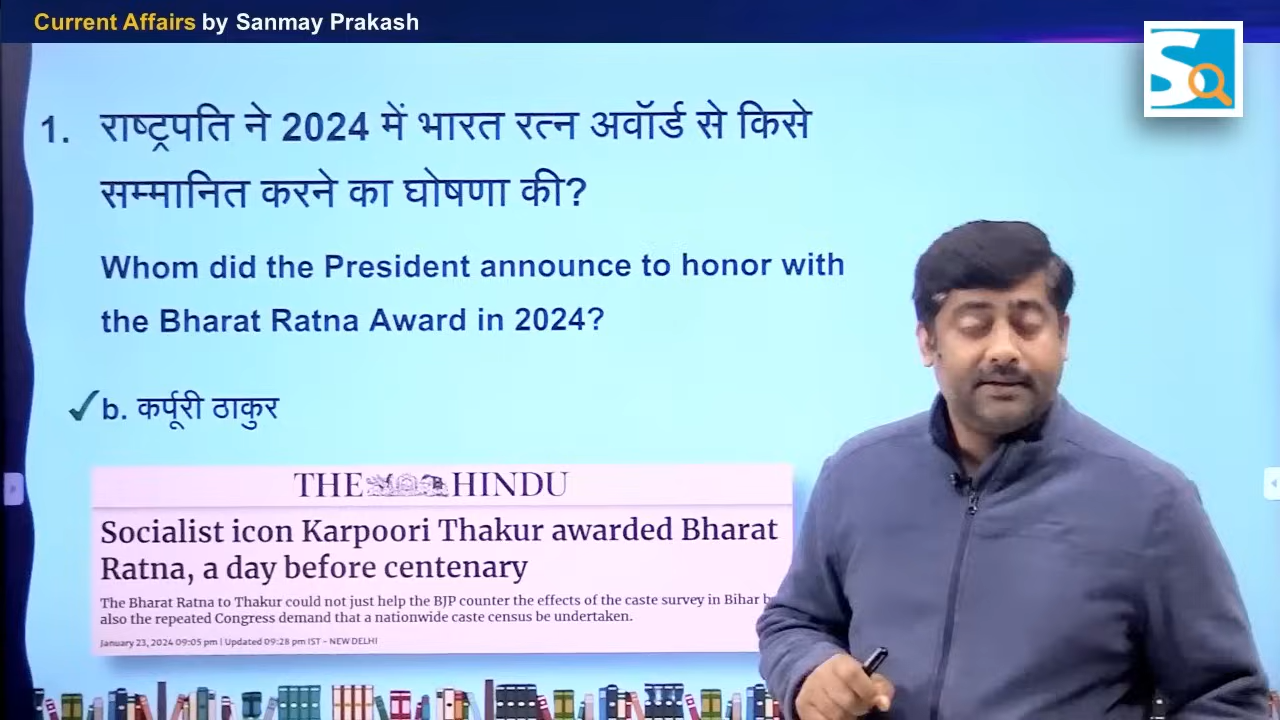 Current Affairs by Sanmay Prakash
1. राष्ट्रपति ने 2024 में भारत रत्न अवॉर्ड से किसे
सम्मानित करने का घोषणा की?
Whom did the President announce to honor with
the Bharat Ratna Award in 2024?
✓b. कर्पूरी ठाकुर
THE HINDU
Socialist icon Karpoori Thakur awarded Bharat
Ratna, a day before centenary
The Bharat Ratna to Thakur could not just help the BJP counter the effects of the caste survey in Bihar
also the repeated Congress demand that a nationwide caste census be undertaken.
January 23, 2024 09:05 pm | Updated 09:28 pm IST - NEW DELHI